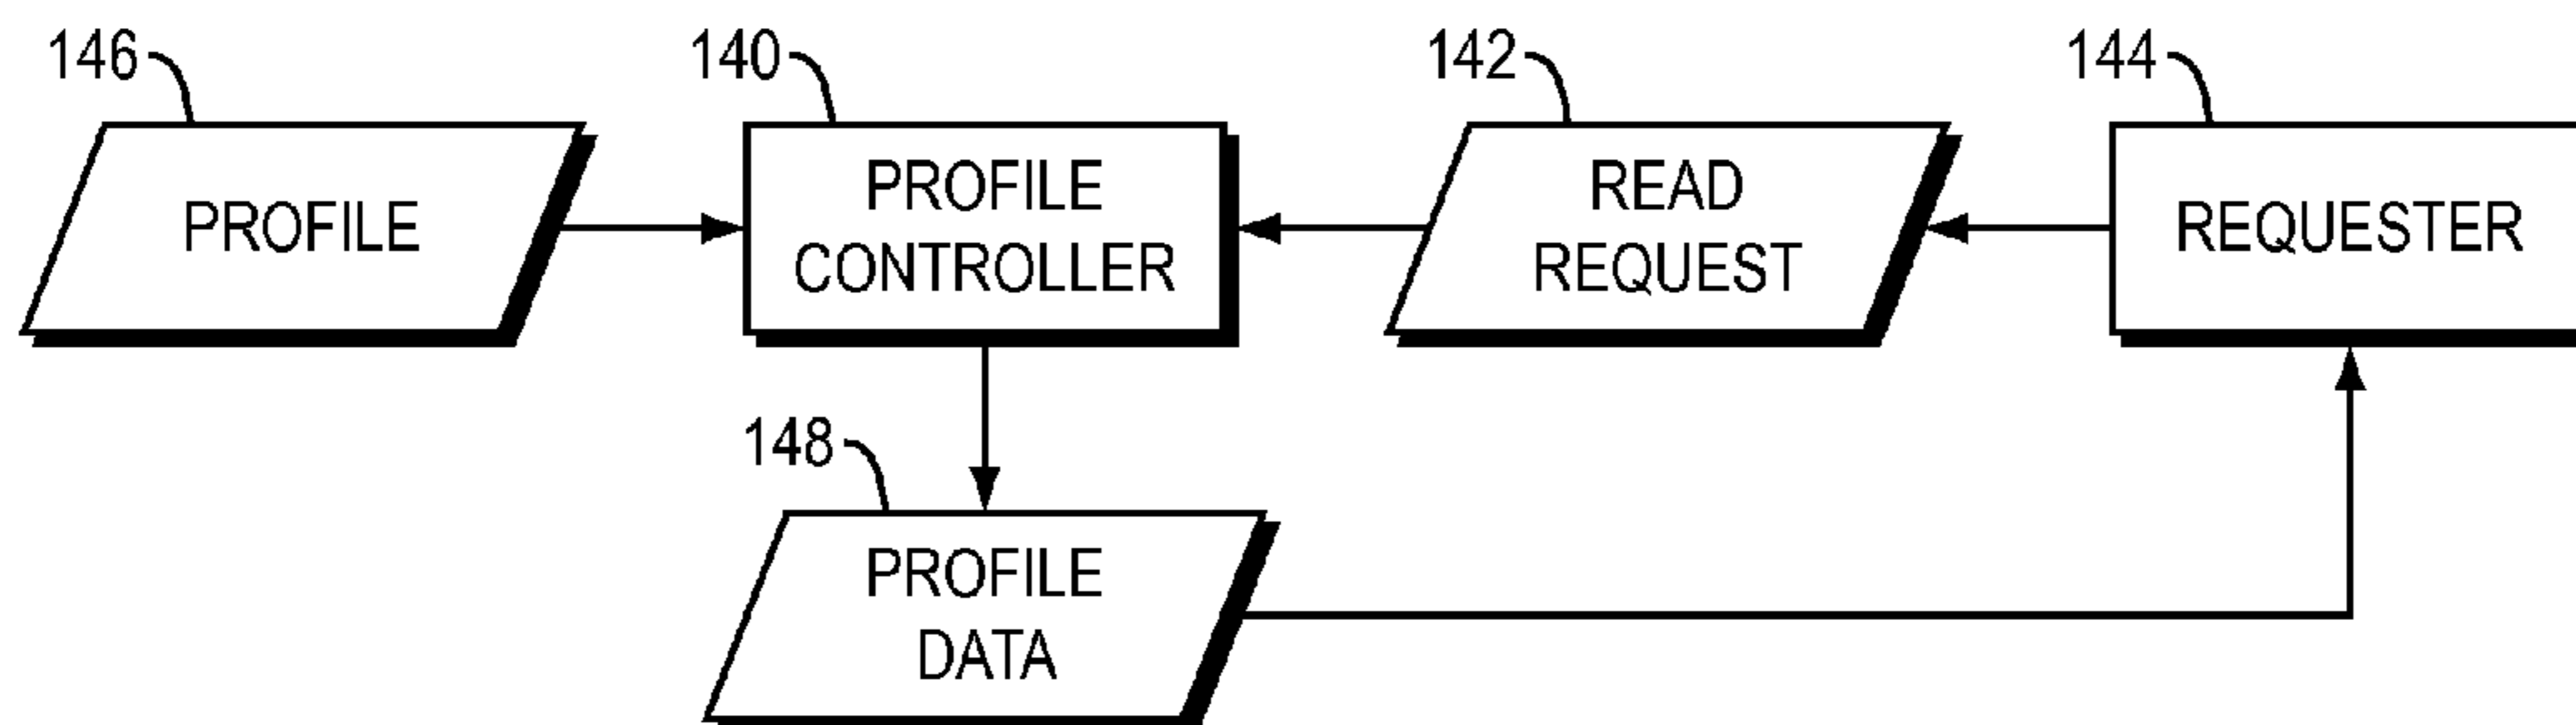 146
140
142
144
PROFILE
PROFILE
CONTROLLER
READ
REQUEST
REQUESTER
148
PROFILE
DATA